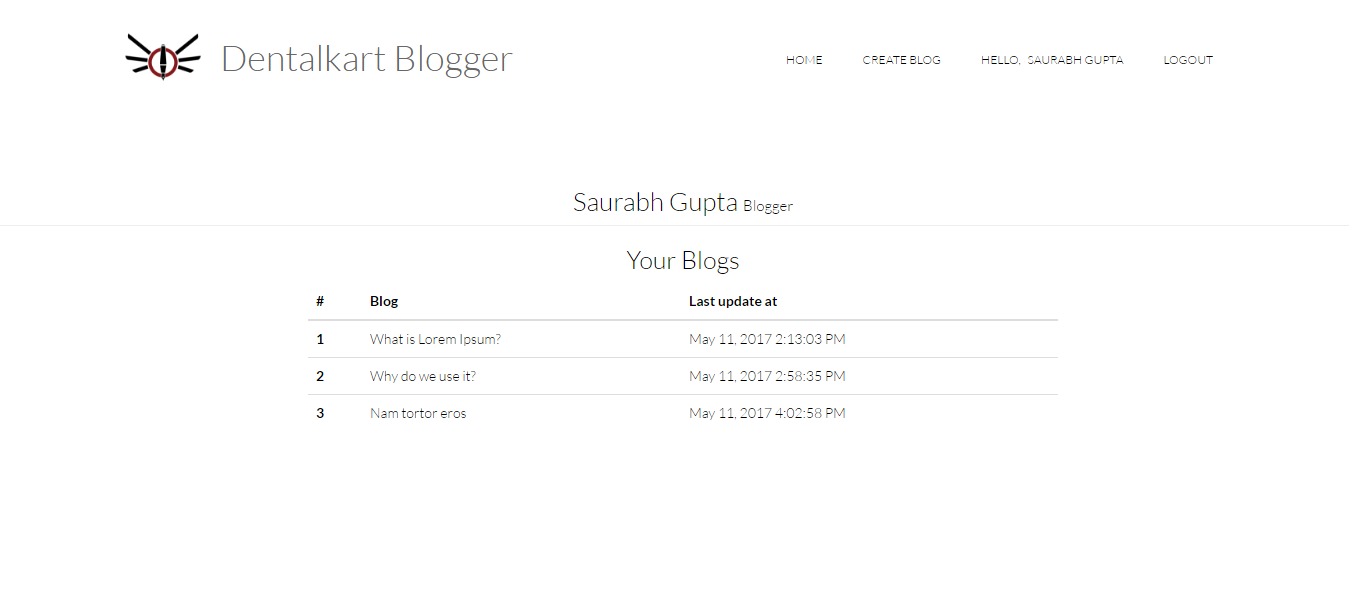 Dentalkart Blogger
HOME CREATE BLOG HELLO, SAURABH GUPTA LOGOUT
Saurabh Gupta Blogger
Your Blogs
# Blog Last update at
1 What is Lorem Ipsum? May 11, 2017 2:13:03 PM
2 Why do we use it? May 11, 2017 2:58:35 PM
3 Nam tortor eros May 11, 2017 4:02:58 PM